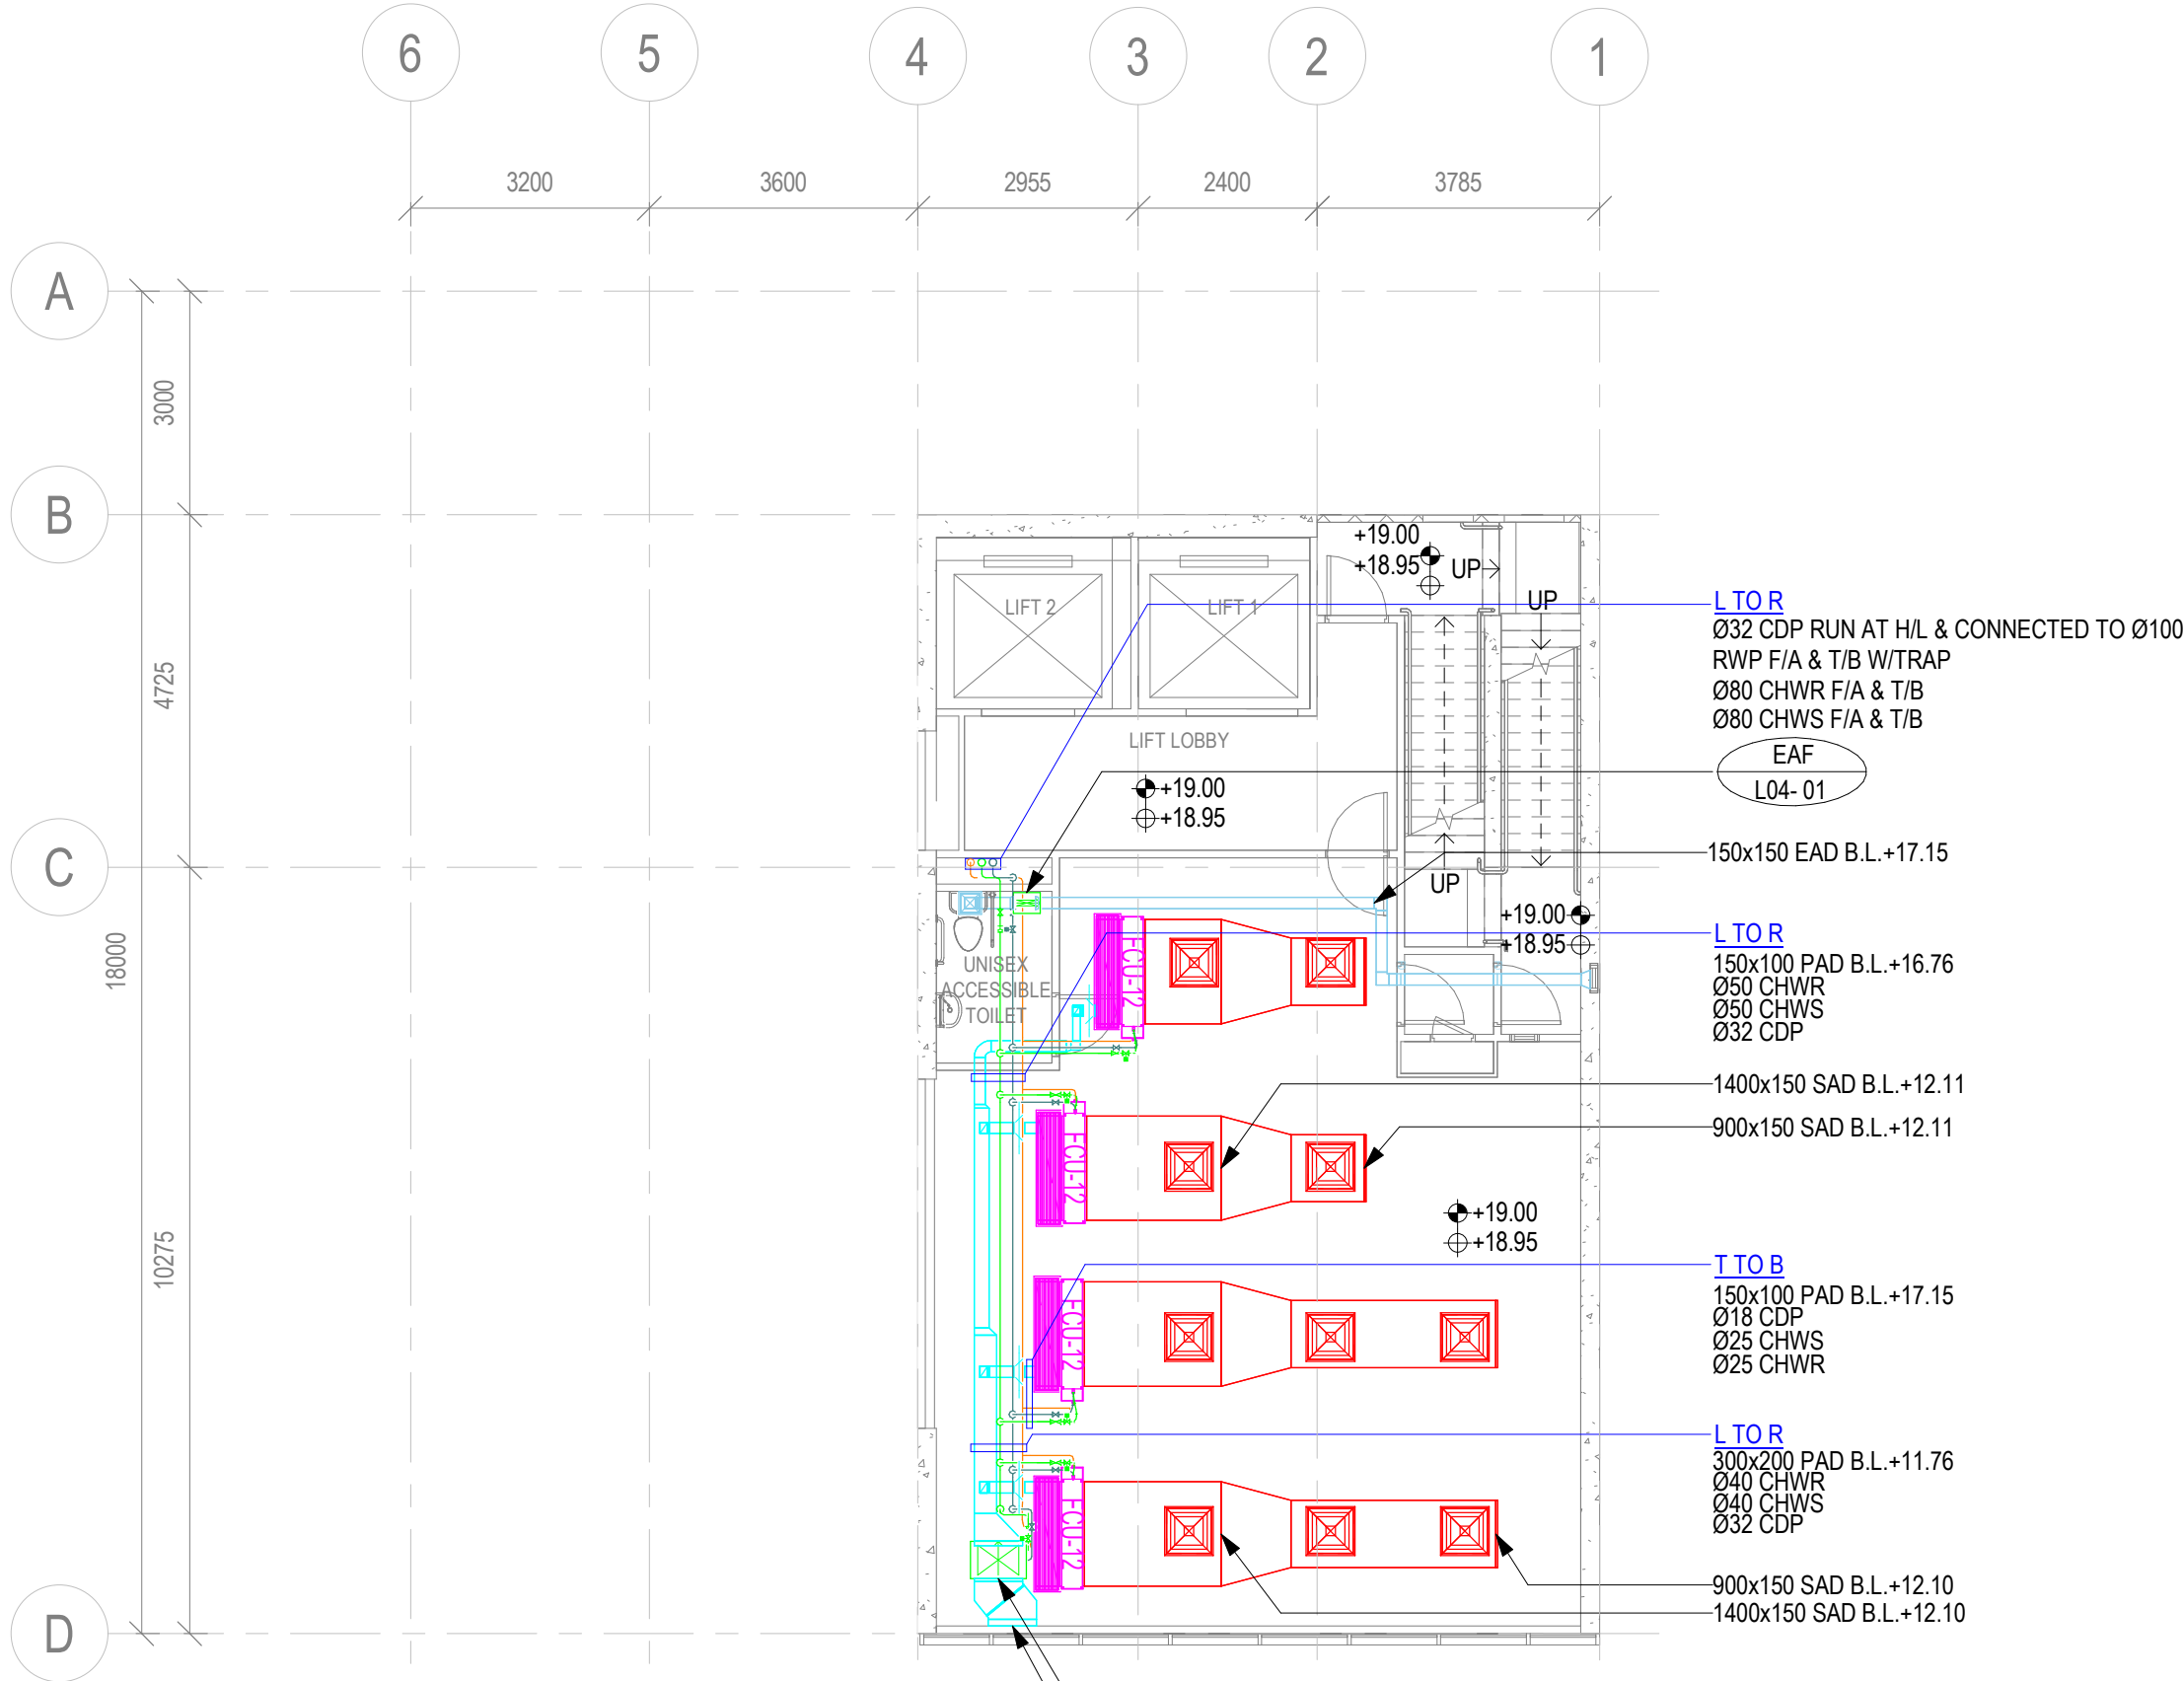 6
5
4
3
2
1
3200
3600
2955
2400
3785
A
B
C
D
3000
4725
10275
18000
LIFT 2
LIFT 1
LIFT LOBBY
+19.00
+18.95
UP
UP
UP
+19.00
+18.95
+19.00
+18.95
+19.00
+18.95
UNISEX
ACCESSIBLE
TOILET
FCU-12
FCU-12
FCU-12
FCU-12
L TO R
Ø32 CDP RUN AT H/L & CONNECTED TO Ø100
RWP F/A & T/B W/TRAP
Ø80 CHWR F/A & T/B
Ø80 CHWS F/A & T/B
EAF
L04- 01
150x150 EAD B.L.+17.15
L TO R
150x100 PAD B.L.+16.76
Ø50 CHWR
Ø50 CHWS
Ø32 CDP
1400x150 SAD B.L.+12.11
900x150 SAD B.L.+12.11
T TO B
150x100 PAD B.L.+17.15
Ø18 CDP
Ø25 CHWS
Ø25 CHWR
L TO R
300x200 PAD B.L.+11.76
Ø40 CHWR
Ø40 CHWS
Ø32 CDP
900x150 SAD B.L.+12.10
1400x150 SAD B.L.+12.10